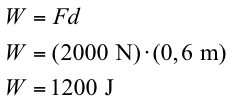 W = Fd
W = (2000 N)·(0,6 m)
W = 1200 J